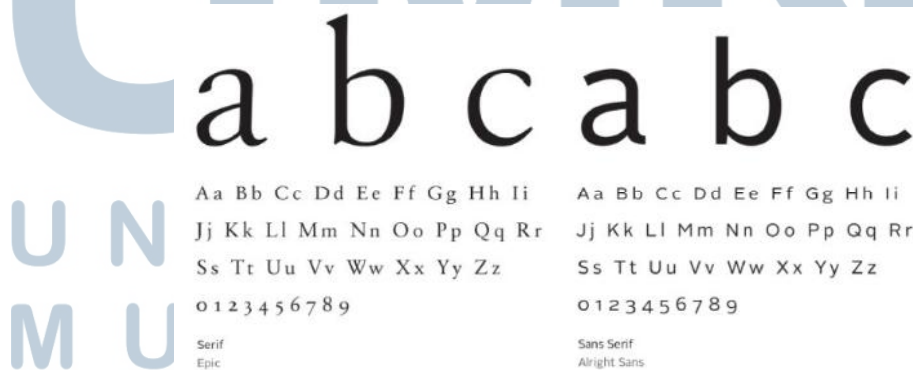 a b c
Aa Bb Cc Dd Ee Ff Gg Hh Ii
Jj Kk Ll Mm Nn Oo Pp Qq Rr
Ss Tt Uu Vv Ww Xx Yy Zz
0123456789
Serif
Epic
a b c
Aa Bb Cc Dd Ee Ff Gg Hh Ii
Jj Kk Ll Mm Nn Oo Pp Qq Rr
Ss Tt Uu Vv Ww Xx Yy Zz
0123456789
Sans Serif
Alright Sans
U N
M U